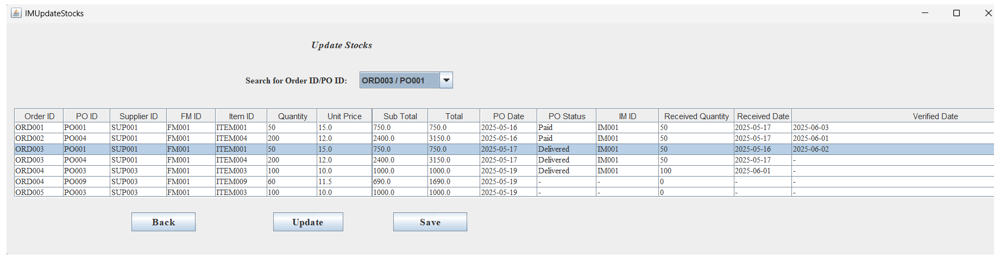 IMUpdateStocks
Update Stocks
Search for Order ID/PO ID: ORD003 / PO001
Order ID PO ID Supplier ID FM ID Item ID Quantity Unit Price Sub Total Total PO Date PO Status IM ID Received Quantity Received Date Verified Date
ORD001 PO001 SUP001 FM001 ITEM001 50 15.0 750.0 750.0 2025-05-16 Paid IM001 50 2025-05-17 2025-06-03
ORD002 PO004 SUP001 FM001 ITEM004 200 12.0 2400.0 3150.0 2025-05-16 Paid IM001 50 2025-05-17 2025-06-01
ORD003 PO001 SUP001 FM001 ITEM001 50 15.0 750.0 750.0 2025-05-17 Delivered IM001 50 2025-05-16 2025-06-02
ORD003 PO004 SUP001 FM001 ITEM004 200 12.0 2400.0 3150.0 2025-05-17 Delivered IM001 50 2025-05-17 -
ORD004 PO003 SUP003 FM001 ITEM003 100 10.0 1000.0 1000.0 2025-05-19 Delivered IM001 100 2025-06-01 -
ORD004 PO009 SUP003 FM001 ITEM009 60 11.5 690.0 1690.0 2025-05-19 - - 0 - -
ORD005 PO003 SUP003 FM001 ITEM003 100 10.0 1000.0 1000.0 2025-05-19 - - 0 - -
Back Update Save